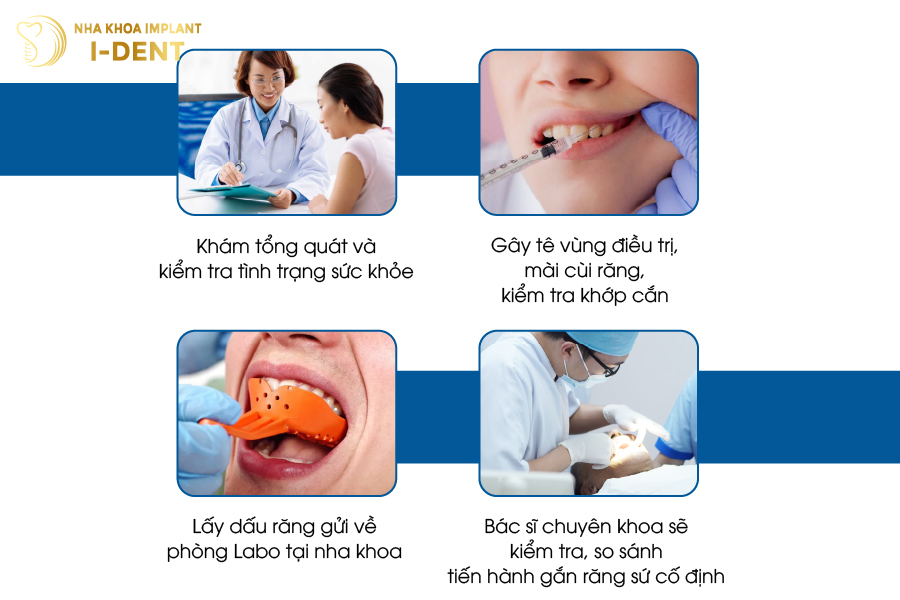 NHA KHOA IMPLANT
I-DENT
Khám tổng quát và
kiểm tra tình trạng sức khỏe
Gây tê vùng điều trị,
mài cùi răng,
kiểm tra khớp cắn
Lấy dấu răng gửi về
phòng Labo tại nha khoa
Bác sĩ chuyên khoa sẽ
kiểm tra, so sánh
tiến hành gắn răng sứ cố định